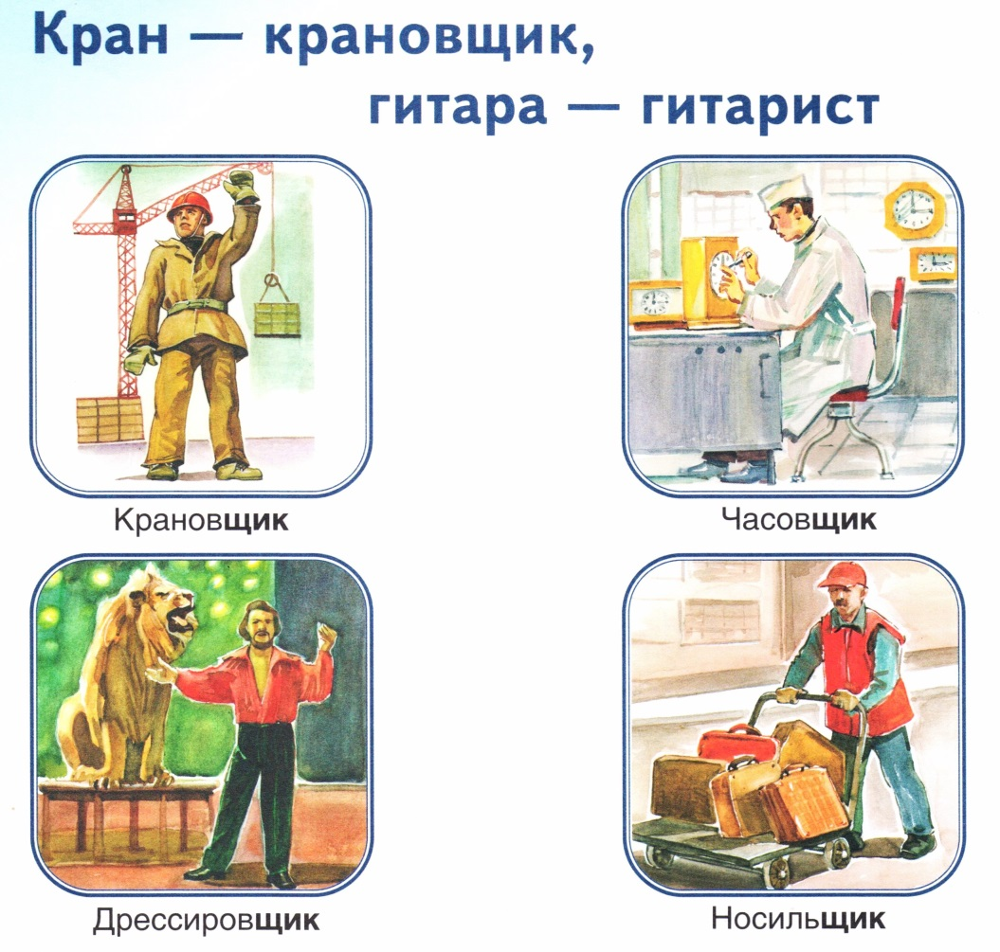 Кран — крановщик,
гитара — гитарист
Крановщик
Часовщик
Дрессировщик
Носильщик